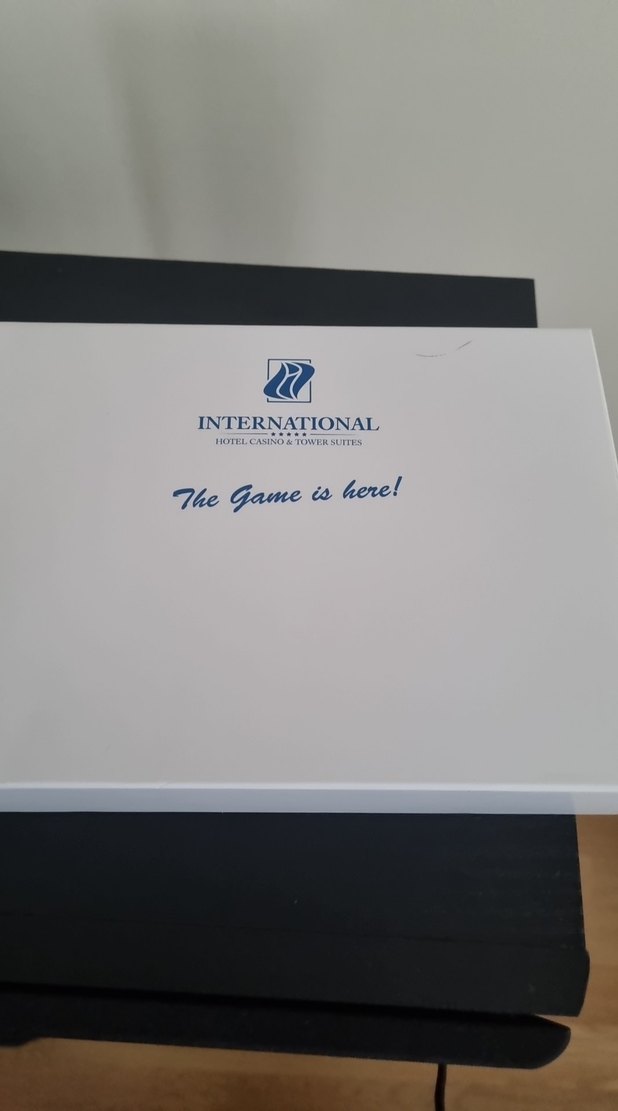 INTERNATIONAL
HOTEL CASINO & TOWER SUITES
The Game is here!